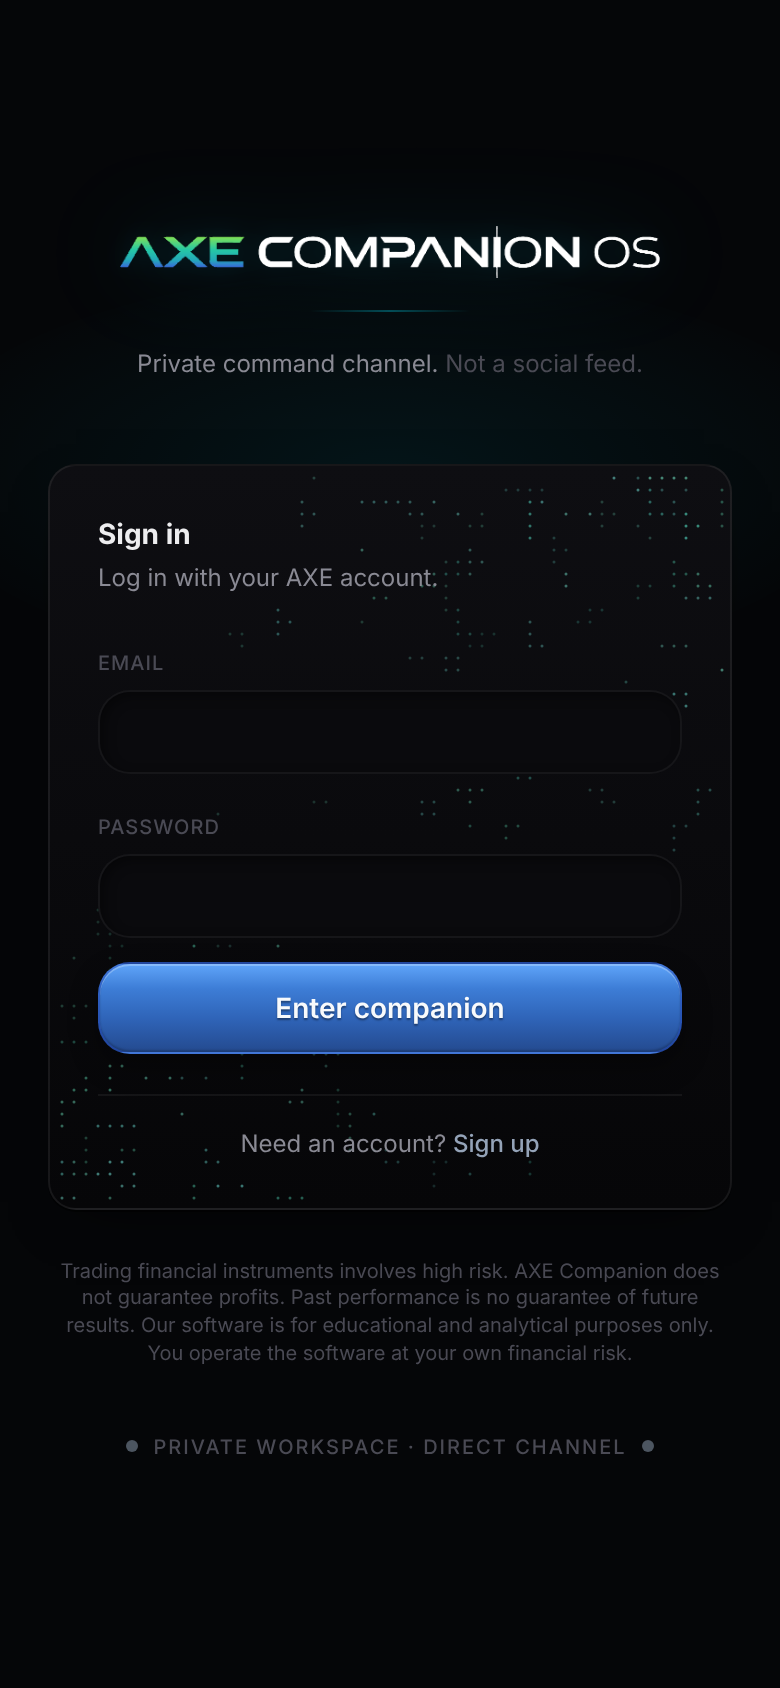 AXE COMPANION OS
Private command channel. Not a social feed.
Sign in
Log in with your AXE account.
EMAIL
PASSWORD
Enter companion
Need an account? Sign up
Trading financial instruments involves high risk. AXE Companion does
not guarantee profits. Past performance is no guarantee of future
results. Our software is for educational and analytical purposes only.
You operate the software at your own financial risk.
PRIVATE WORKSPACE · DIRECT CHANNEL